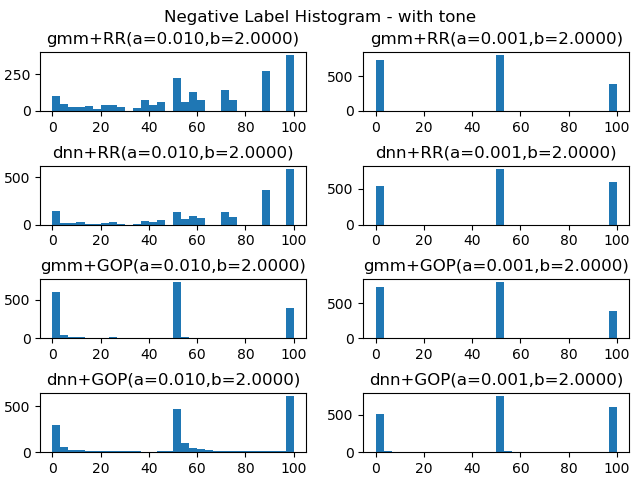 Negative Label Histogram - with tone
gmm+RR(a=0.010,b=2.0000)
250
0
0 20 40 60 80 100
gmm+RR(a=0.001,b=2.0000)
500
0
0 20 40 60 80 100
dnn+RR(a=0.010,b=2.0000)
500
0
0 20 40 60 80 100
dnn+RR(a=0.001,b=2.0000)
500
0
0 20 40 60 80 100
gmm+GOP(a=0.010,b=2.0000)
500
0
0 20 40 60 80 100
gmm+GOP(a=0.001,b=2.0000)
500
0
0 20 40 60 80 100
dnn+GOP(a=0.010,b=2.0000)
500
0
0 20 40 60 80 100
dnn+GOP(a=0.001,b=2.0000)
500
0
0 20 40 60 80 100